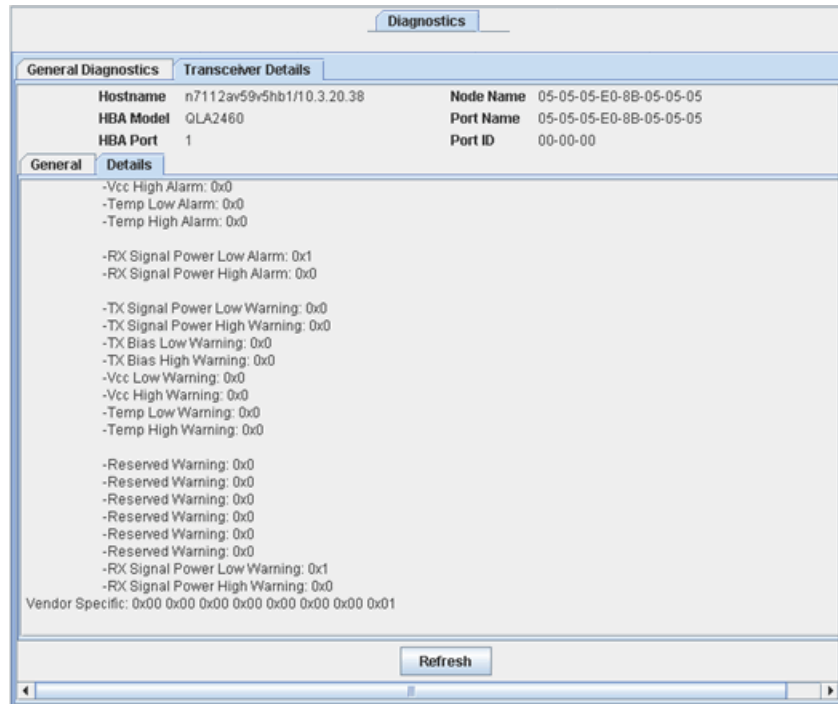 Diagnostics
General Diagnostics Transceiver Details
Hostname n7112av59v5hb1/10.3.20.38 Node Name 05-05-05-E0-8B-05-05-05
HBA Model QLA2460 Port Name 05-05-05-E0-8B-05-05-05
HBA Port 1 Port ID 00-00-00
General Details
-Vcc High Alarm: 0x0
-Temp Low Alarm: 0x0
-Temp High Alarm: 0x0
-RX Signal Power Low Alarm: 0x1
-RX Signal Power High Alarm: 0x0
-TX Signal Power Low Warning: 0x0
-TX Signal Power High Warning: 0x0
-TX Bias Low Warning: 0x0
-TX Bias High Warning: 0x0
-Vcc Low Warning: 0x0
-Vcc High Warning: 0x0
-Temp Low Warning: 0x0
-Temp High Warning: 0x0
-Reserved Warning: 0x0
-Reserved Warning: 0x0
-Reserved Warning: 0x0
-Reserved Warning: 0x0
-Reserved Warning: 0x0
-Reserved Warning: 0x0
-RX Signal Power Low Warning: 0x1
-RX Signal Power High Warning: 0x0
Vendor Specific: 0x00 0x00 0x00 0x00 0x00 0x00 0x00 0x01
Refresh